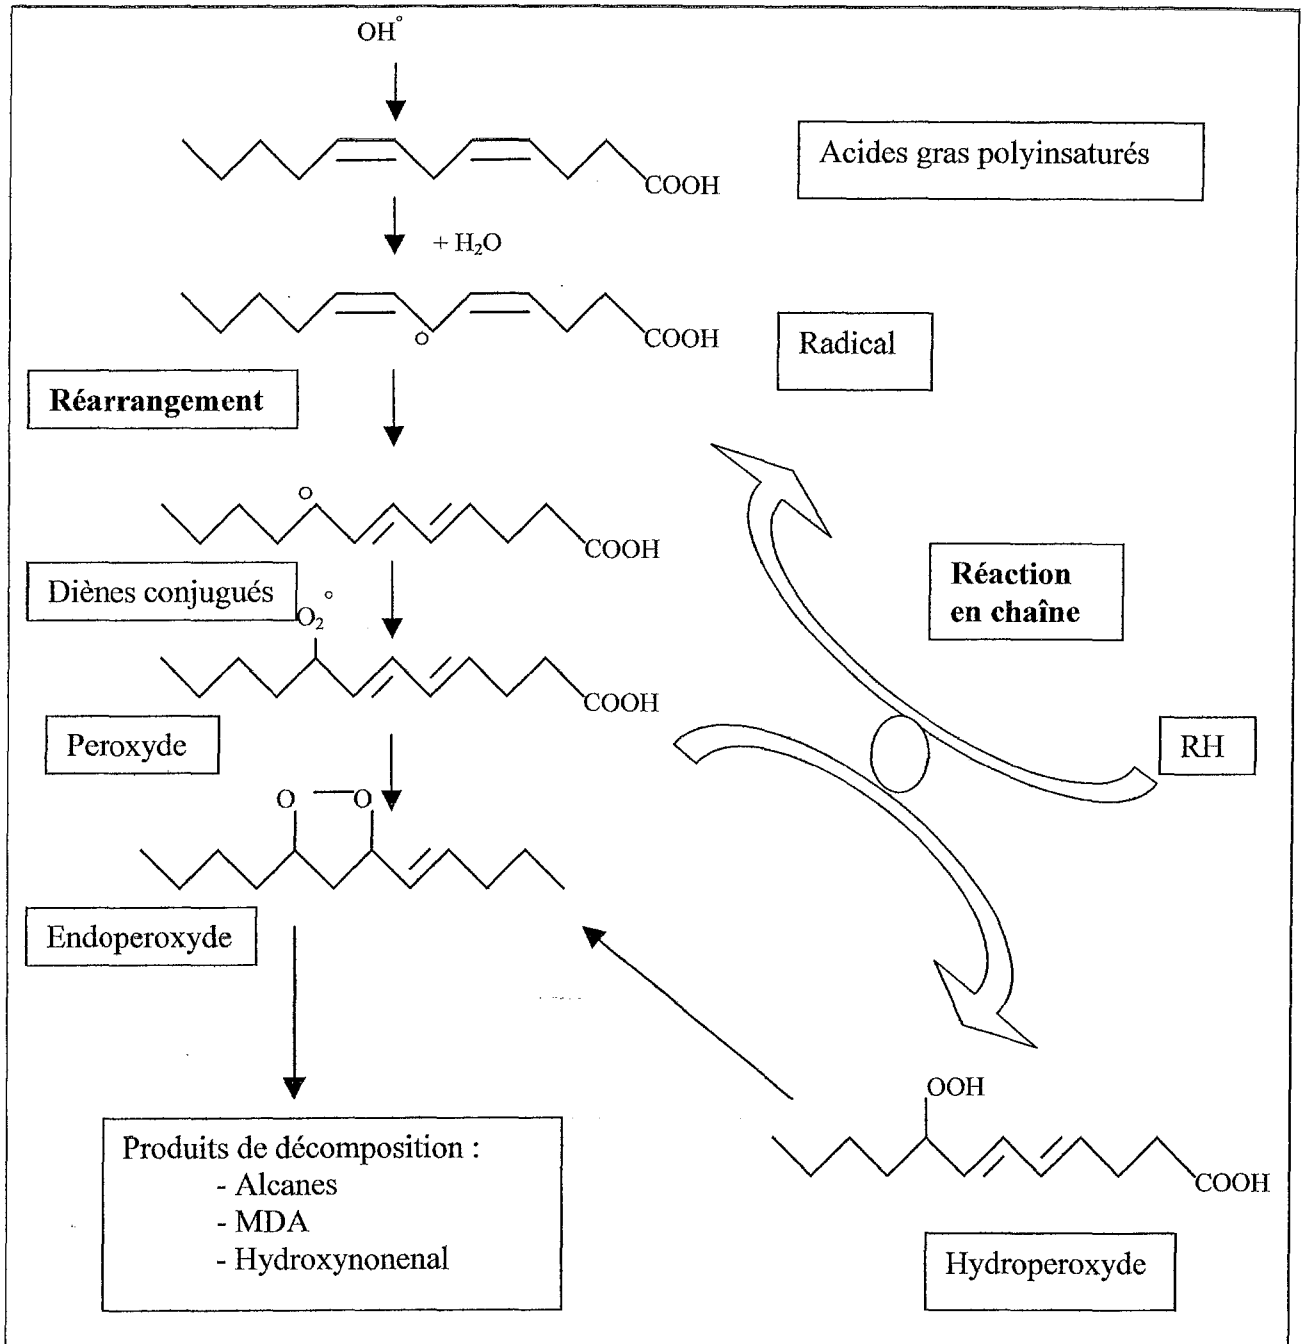 OH°
Acides gras polyinsaturés
COOH
+ H₂O
COOH
Radical
Réarrangement
COOH
Diènes conjugués
Réaction
en chaîne
O₂°
COOH
Peroxyde
RH
O
O
Endoperoxyde
OOH
COOH
Produits de décomposition :
- Alcanes
- MDA
- Hydroxynonenal
Hydroperoxyde